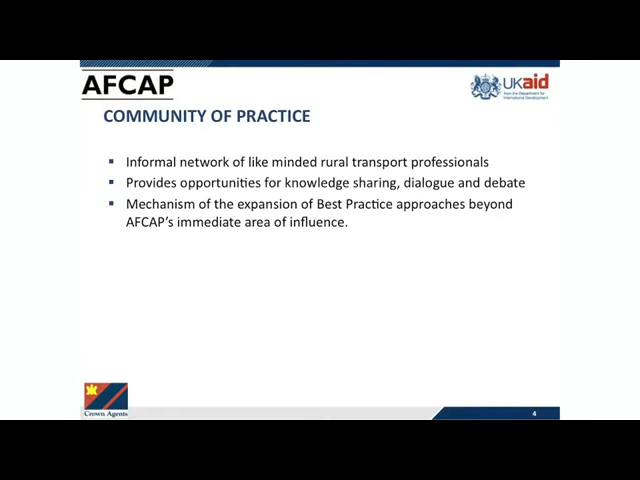 AFCAP
UKaid
from the Department for
International Development
COMMUNITY OF PRACTICE
▪ Informal network of like minded rural transport professionals
▪ Provides opportunities for knowledge sharing, dialogue and debate
▪ Mechanism of the expansion of Best Practice approaches beyond
AFCAP's immediate area of influence.
Crown Agents
4